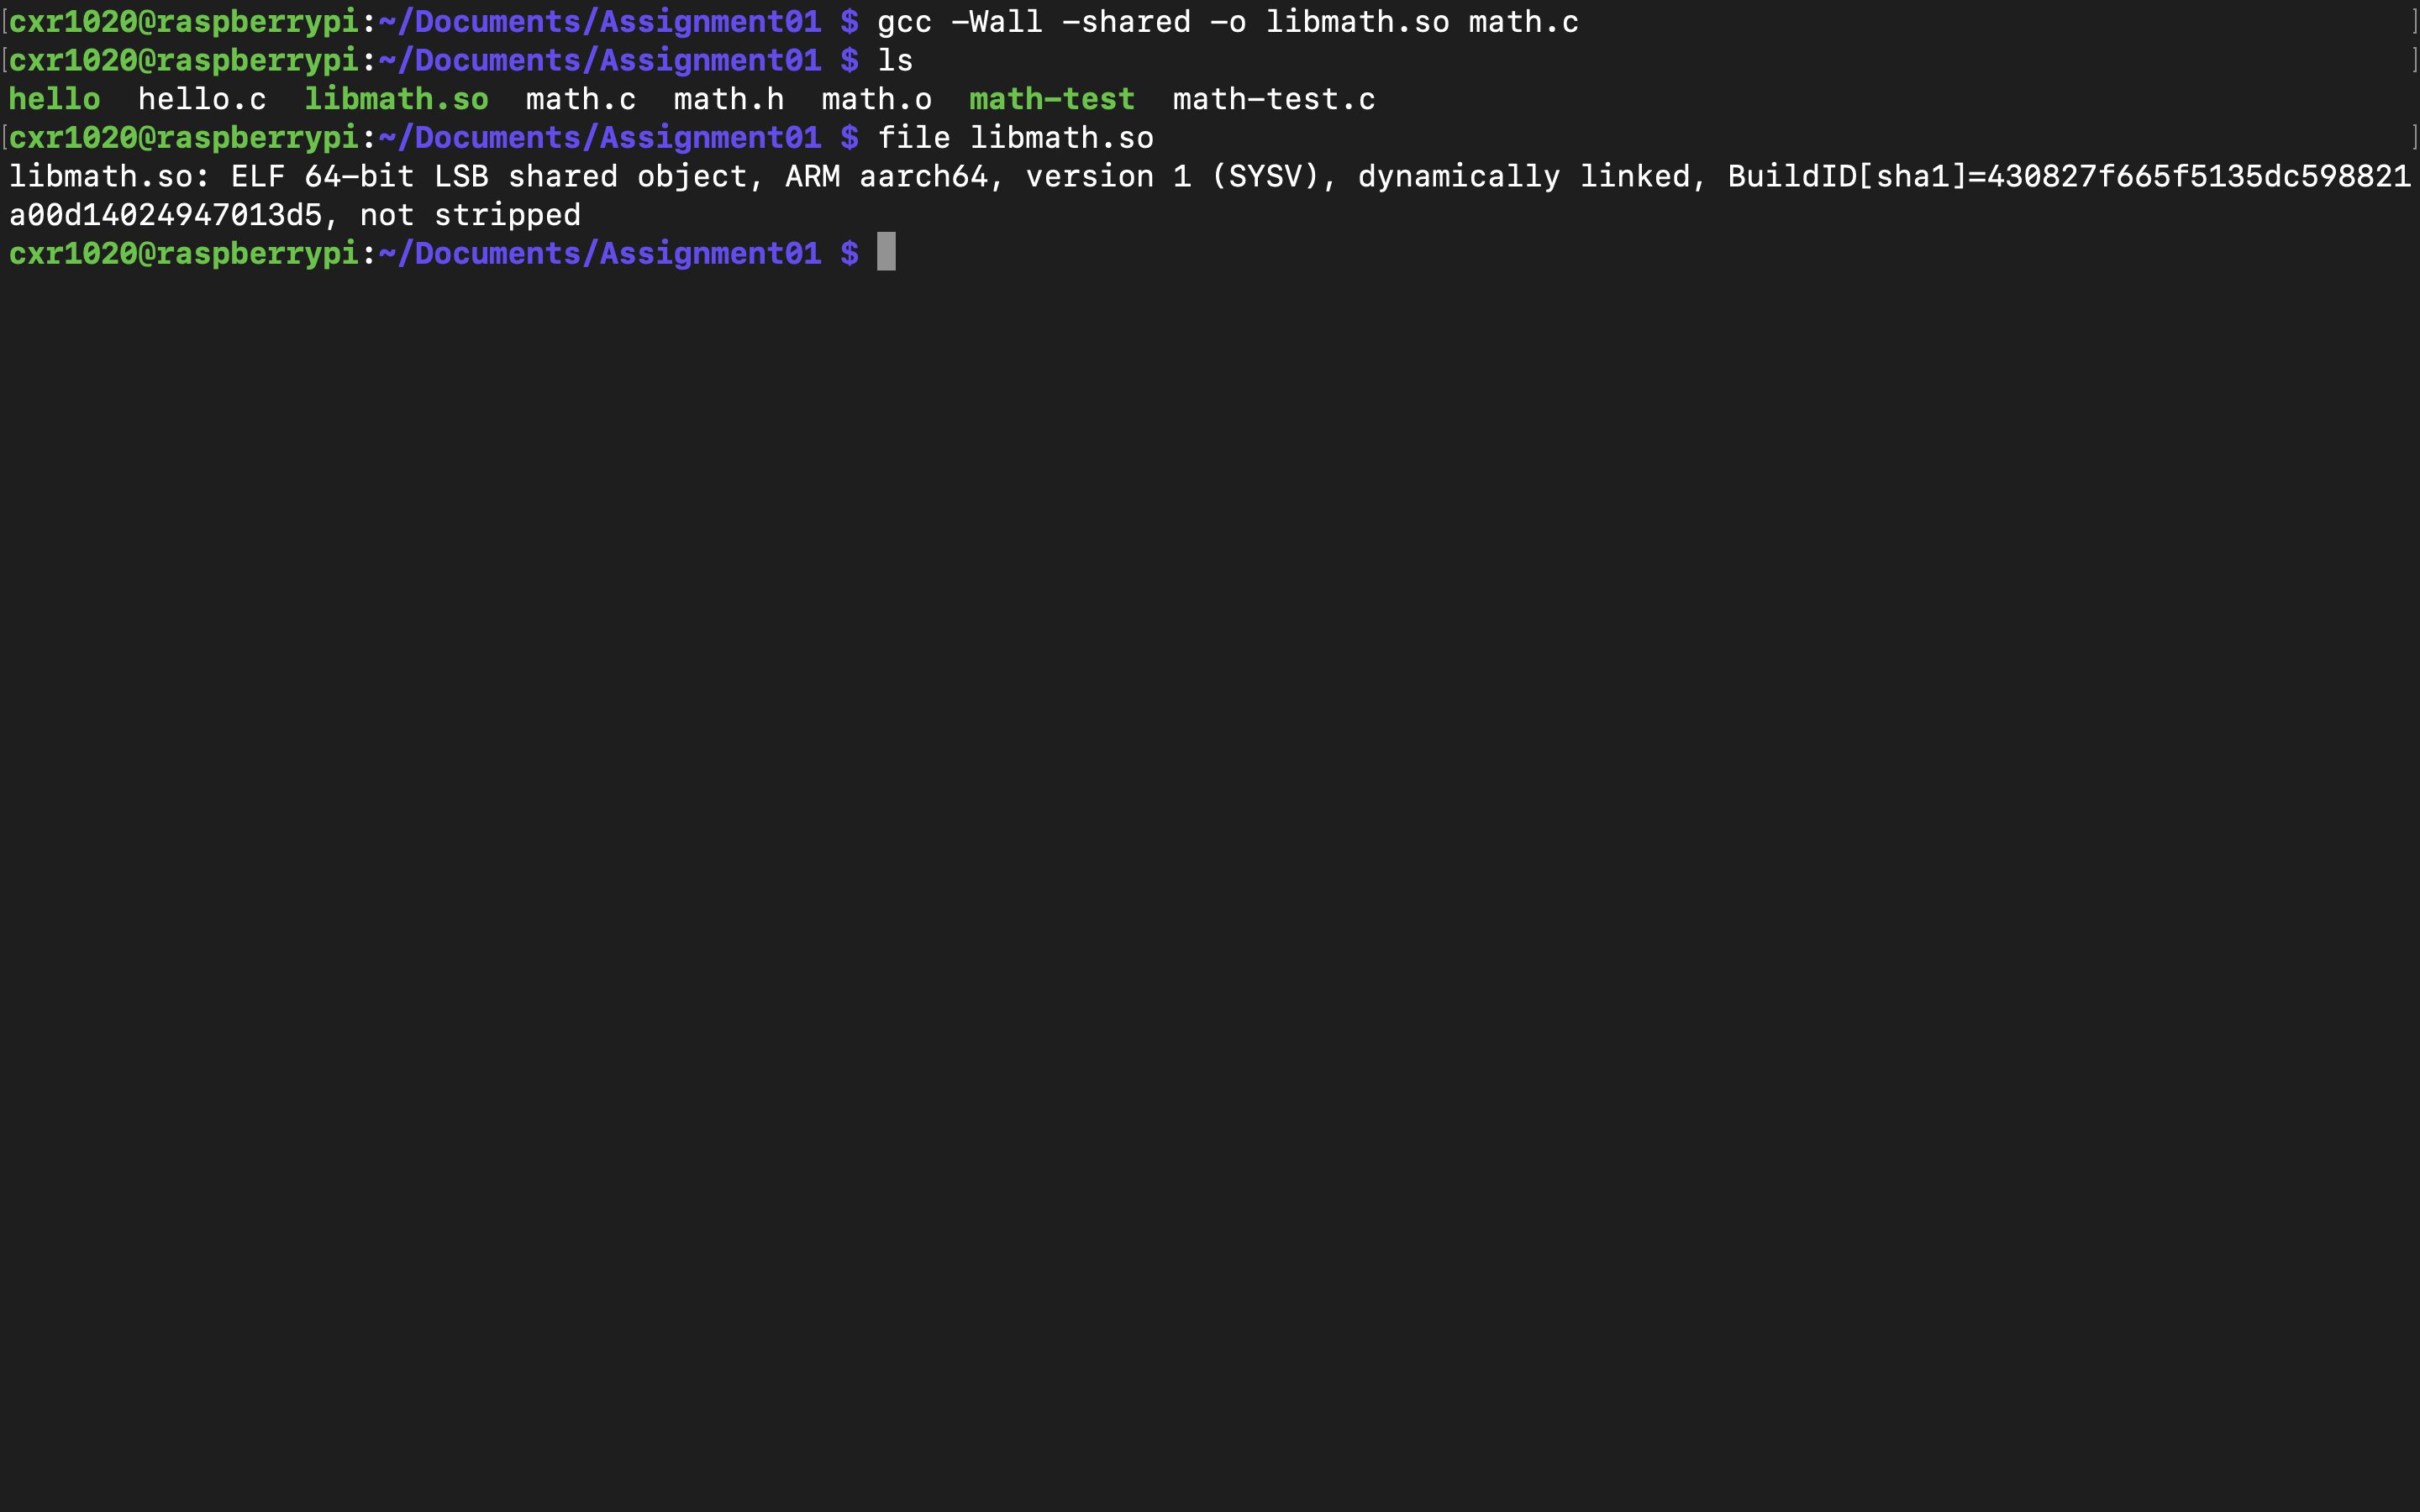 [cxr1020@raspberrypi:~/Documents/Assignment01 $ gcc -Wall -shared -o libmath.so math.c ]
[cxr1020@raspberrypi:~/Documents/Assignment01 $ ls ]
hello  hello.c  libmath.so  math.c  math.h  math.o  math-test  math-test.c
[cxr1020@raspberrypi:~/Documents/Assignment01 $ file libmath.so ]
libmath.so: ELF 64-bit LSB shared object, ARM aarch64, version 1 (SYSV), dynamically linked, BuildID[sha1]=430827f665f5135dc598821
a00d14024947013d5, not stripped
cxr1020@raspberrypi:~/Documents/Assignment01 $